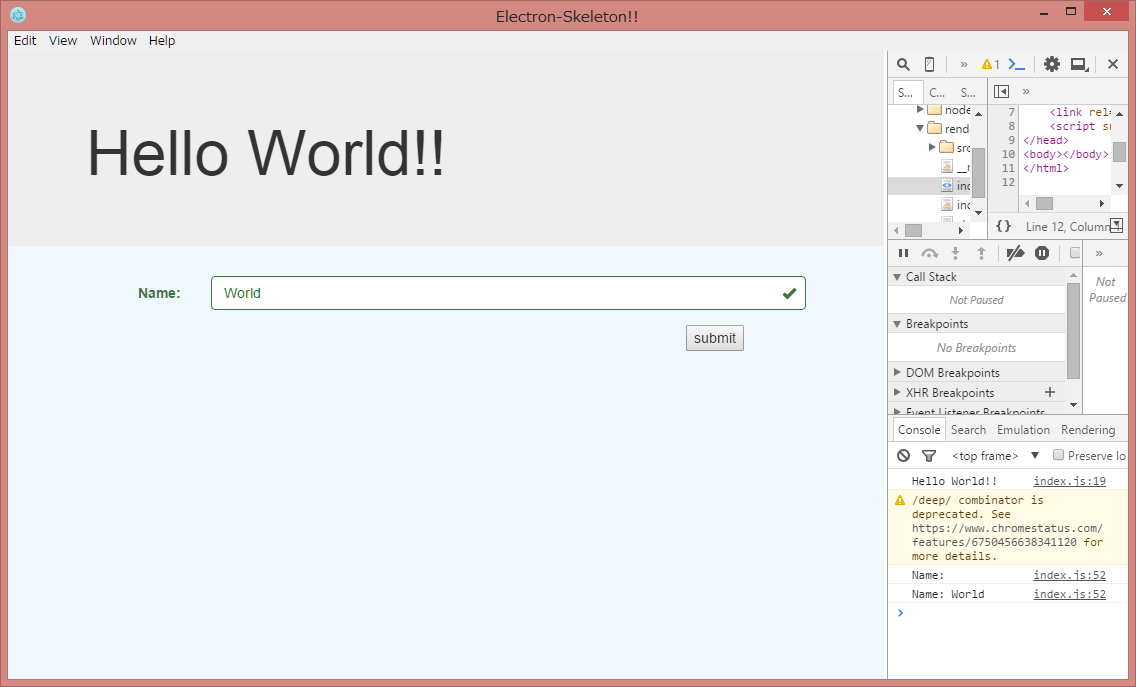 Electron-Skeleton!!
Edit View Window Help
Hello World!!
Name: World
submit
» 1
S... C... S... »
node
rend
src
inc
inc
7 <link rel=
8 <script sr
9 </head>
10 <body></body>
11 </html>
12
{} Line 12, Column
»
Call Stack
Not Paused
Breakpoints
No Breakpoints
DOM Breakpoints
XHR Breakpoints +
Event Listener Breakpoints
Not
Paused
Console Search Emulation Rendering
<top frame> Preserve lo
Hello World!! index.js:19
/deep/ combinator is
deprecated. See
https://www.chromestatus.com/
features/6750456638341120 for
more details.
Name: index.js:52
Name: World index.js:52